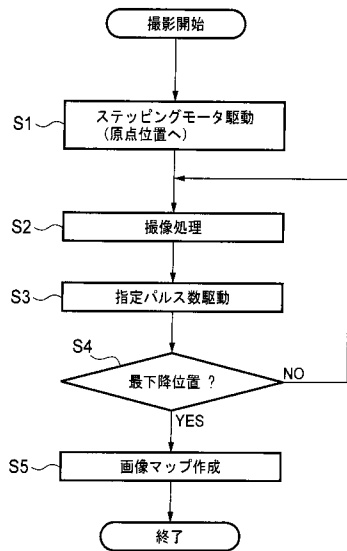 撮影開始
S1
ステッピングモータ駆動
(原点位置へ)
S2
撮像処理
S3
指定パルス数駆動
S4
最下降位置 ?
NO
YES
S5
画像マップ作成
終了